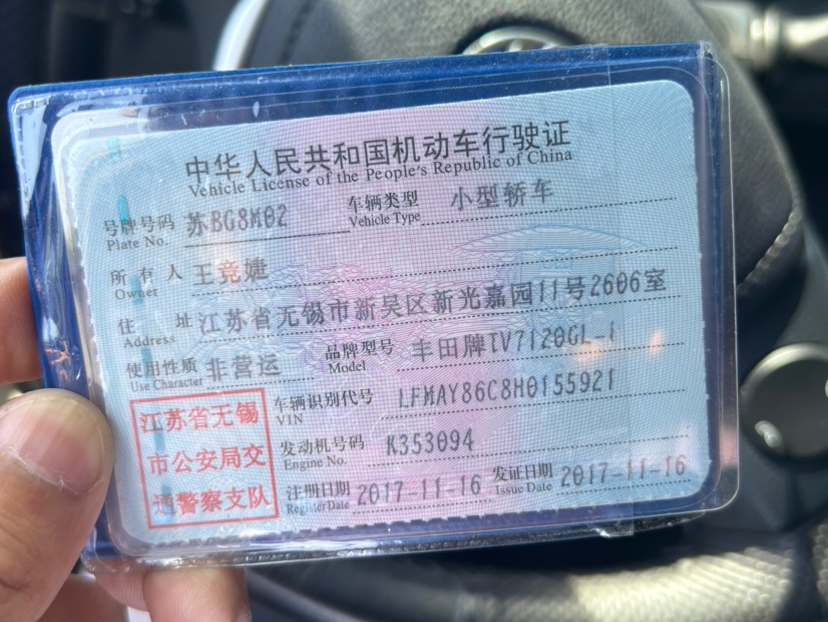 中华人民共和国机动车行驶证
Vehicle License of the People's Republic of China
号牌号码 苏BG8M02 车辆类型 小型轿车
Plate No. Vehicle Type
所有人 王竞婕
Owner
住址 江苏省无锡市新吴区新光嘉园11号2606室
Address
使用性质 非营运 品牌型号 丰田牌TV7120GL-i
Use Character Model
江苏省无锡
市公安局交
通警察支队
车辆识别代号 LFMAY86C8H0155921
VIN
发动机号码 K353094
Engine No.
注册日期 2017-11-16 发证日期 2017-11-16
Register Date Issue Date